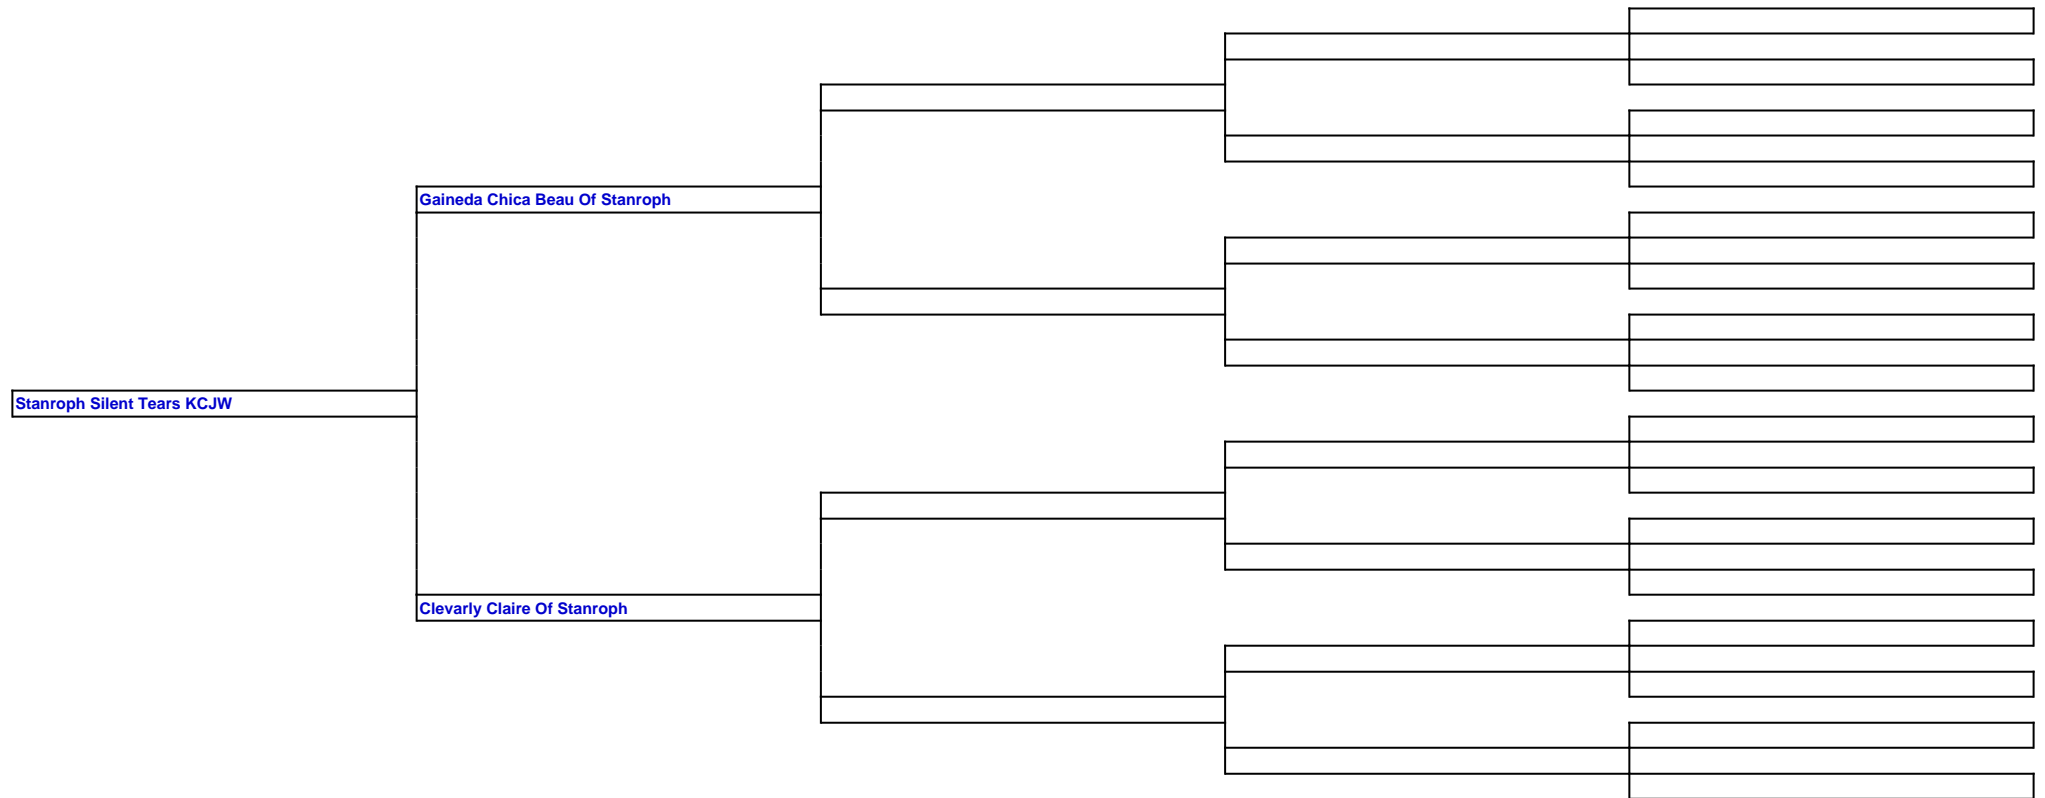 Gaineda Chica Beau Of Stanroph
Stanroph Silent Tears KCJW
Clevarly Claire Of Stanroph